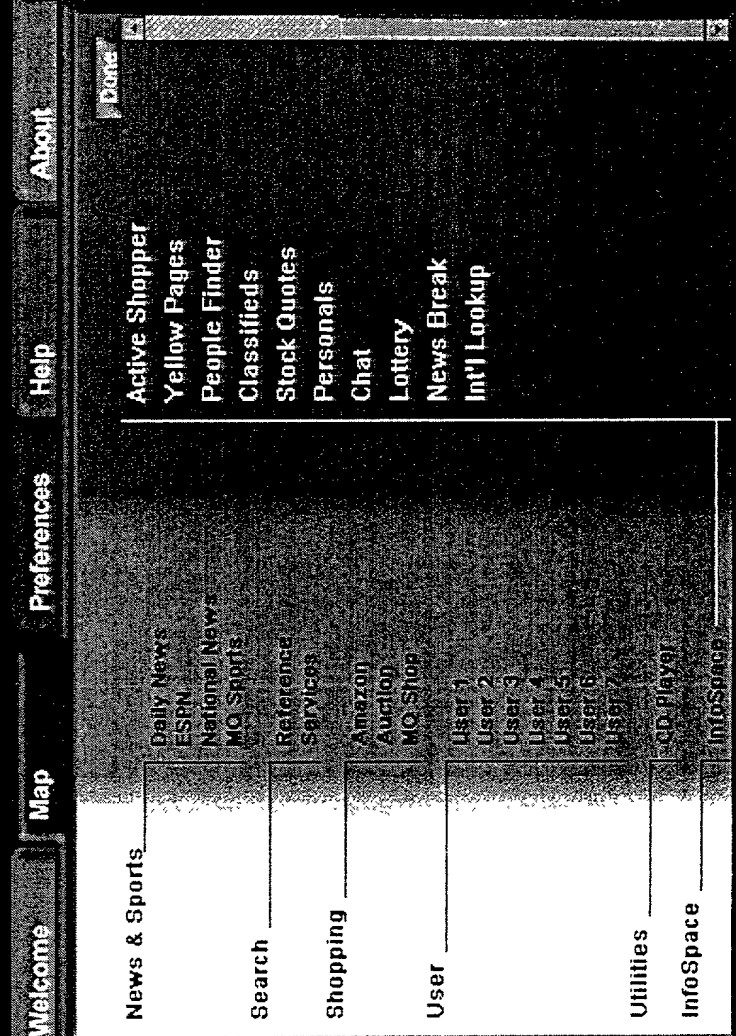 Welcome
Map
Preferences
Help
About
Done
News & Sports
Daily News
ESPN
National News
MQ Sports
Search
Reference
Services
Shopping
Amazon
Auction
MQ Shop
User
User 1
User 2
User 3
User 4
User 5
User 6
User 7
Utilities
CD Player
InfoSpace
InfoSpace
Active Shopper
Yellow Pages
People Finder
Classifieds
Stock Quotes
Personals
Chat
Lottery
News Break
Int'l Lookup